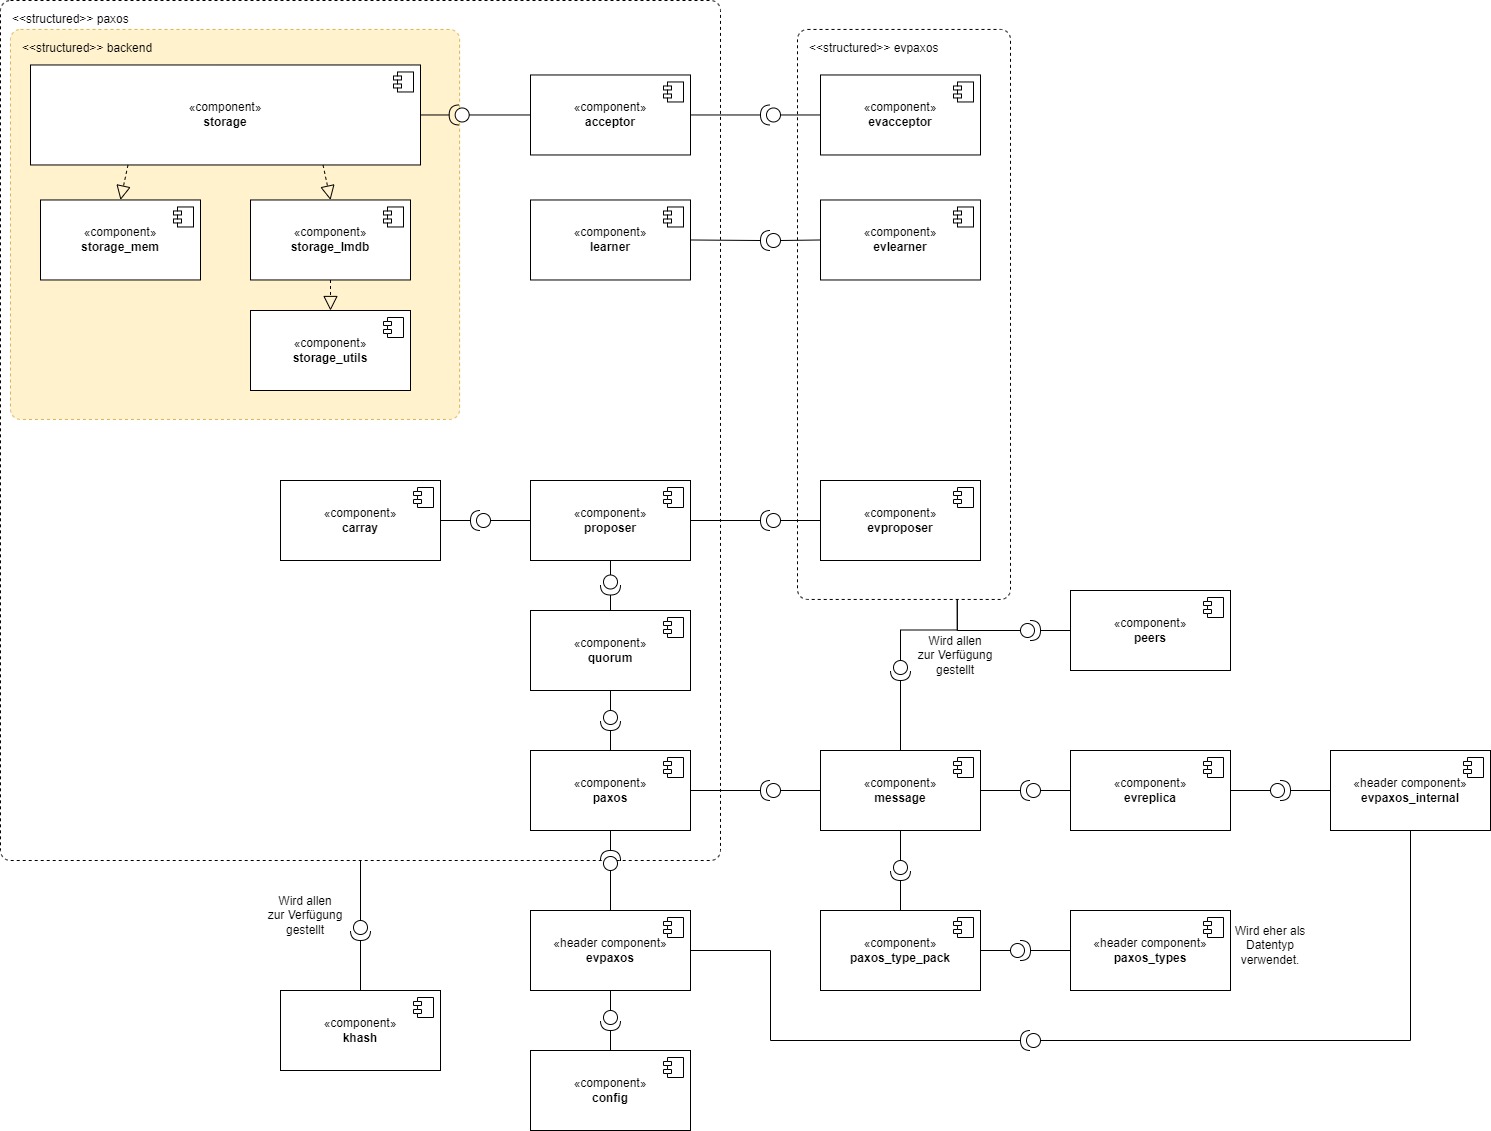 <<structured>> paxos
<<structured>> backend
<<structured>> evpaxos
«component»
storage
«component»
acceptor
«component»
evacceptor
«component»
storage_mem
«component»
storage_lmdb
«component»
learner
«component»
evlearner
«component»
storage_utils
«component»
carray
«component»
proposer
«component»
evproposer
«component»
quorum
Wird allen
zur Verfügung
gestellt
«component»
peers
«component»
paxos
«component»
message
«component»
evreplica
«header component»
evpaxos_internal
Wird allen
zur Verfügung
gestellt
«header component»
evpaxos
«component»
paxos_type_pack
«header component»
paxos_types
Wird eher als
Datentyp
verwendet.
«component»
khash
«component»
config